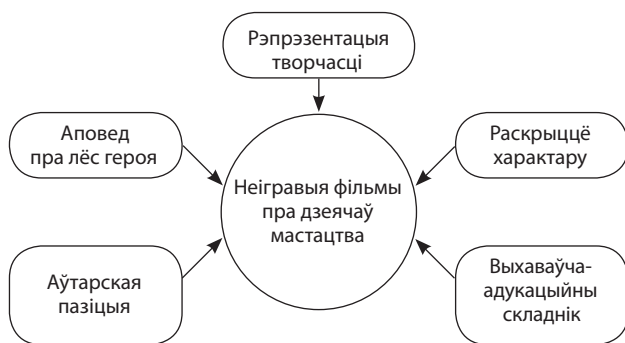 Рэпрэзентацыя
творчасці
Аповед
пра лёс героя
Раскрыццё
характару
Неігравыя фільмы
пра дзеячаў
мастацтва
Аўтарская
пазіцыя
Выхаваўча-
адукацыйны
складнік